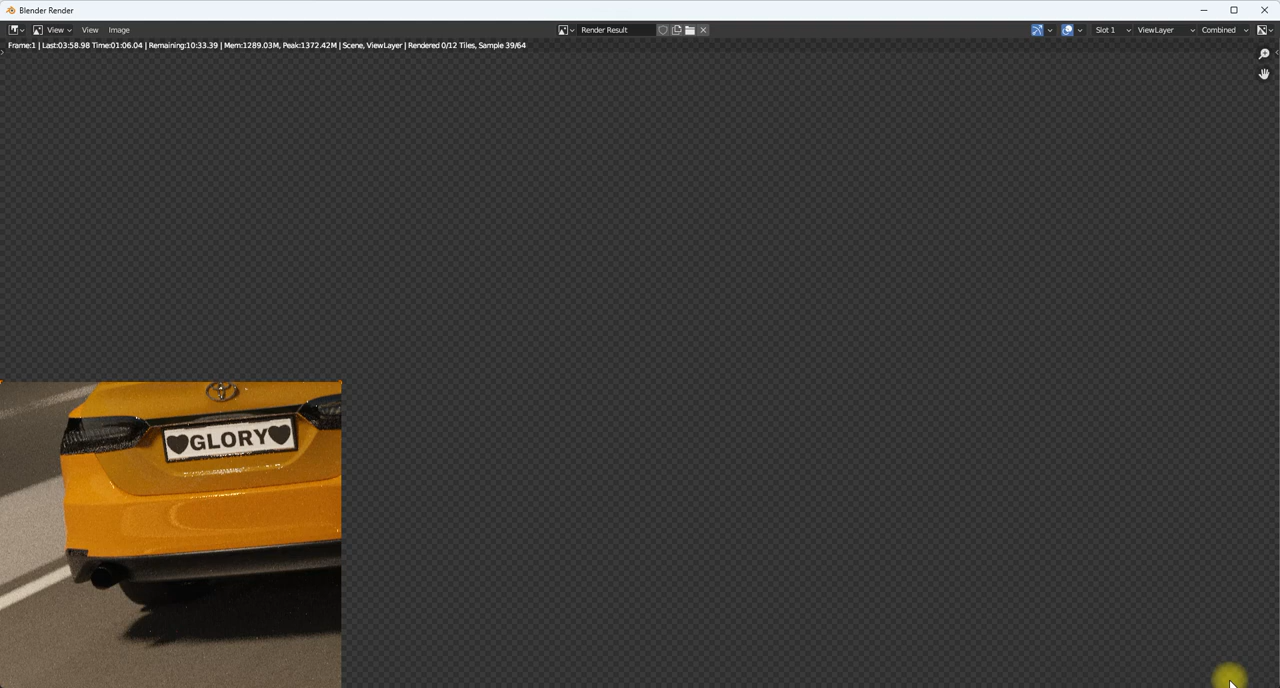 Blender Render
View View Image Render Result Slot 1 ViewLayer Combined
Frame:1 | Last:03:58.98 Time:01:06.04 | Remaining:10:33.39 | Mem:1289.03M, Peak:1372.42M | Scene, ViewLayer | Rendered 0/12 Tiles, Sample 39/64
♥GLORY♥